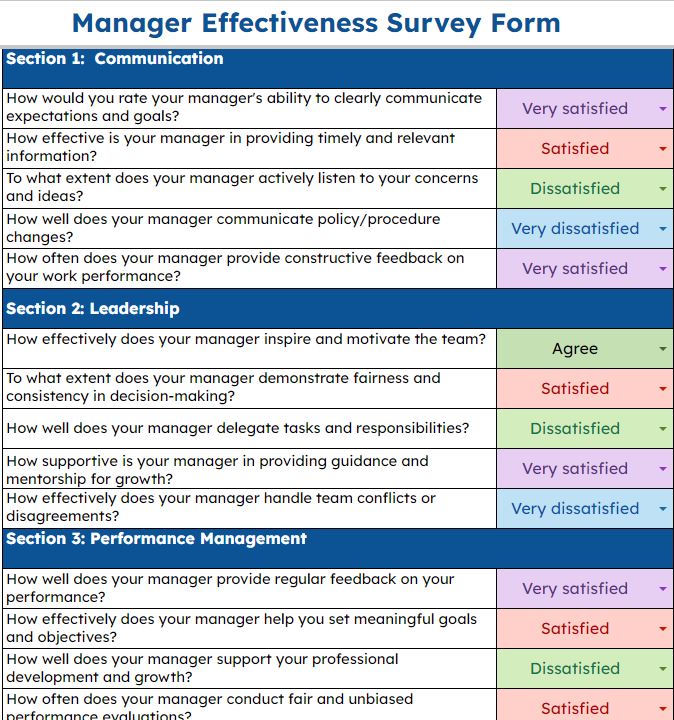 Manager Effectiveness Survey Form
Section 1:  Communication
How would you rate your manager's ability to clearly communicate
expectations and goals?
Very satisfied
How effective is your manager in providing timely and relevant
information?
Satisfied
To what extent does your manager actively listen to your concerns
and ideas?
Dissatisfied
How well does your manager communicate policy/procedure
changes?
Very dissatisfied
How often does your manager provide constructive feedback on
your work performance?
Very satisfied
Section 2: Leadership
How effectively does your manager inspire and motivate the team?
Agree
To what extent does your manager demonstrate fairness and
consistency in decision-making?
Satisfied
How well does your manager delegate tasks and responsibilities?
Dissatisfied
How supportive is your manager in providing guidance and
mentorship for growth?
Very satisfied
How effectively does your manager handle team conflicts or
disagreements?
Very dissatisfied
Section 3: Performance Management
How well does your manager provide regular feedback on your
performance?
Very satisfied
How effectively does your manager help you set meaningful goals
and objectives?
Satisfied
How well does your manager support your professional
development and growth?
Dissatisfied
How often does your manager conduct fair and unbiased
performance evaluations?
Satisfied